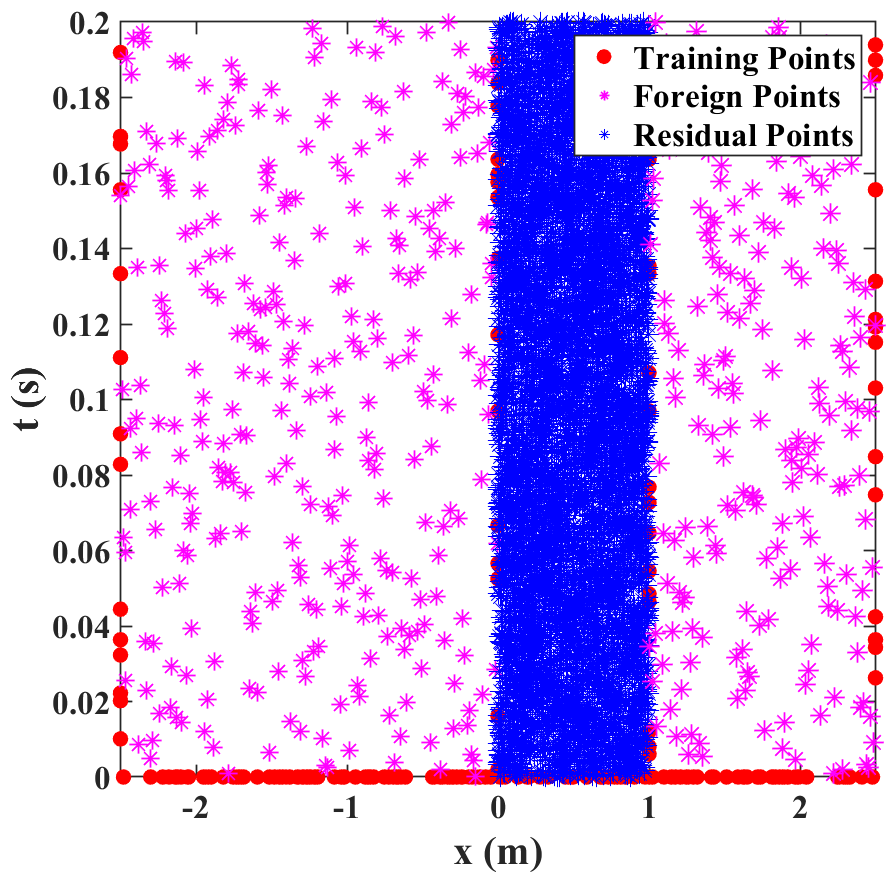 0.2
0.18
0.16
0.14
0.12
0.1
0.08
0.06
0.04
0.02
0
t (s)
Training Points
Foreign Points
Residual Points
-2 -1 0 1 2
x (m)